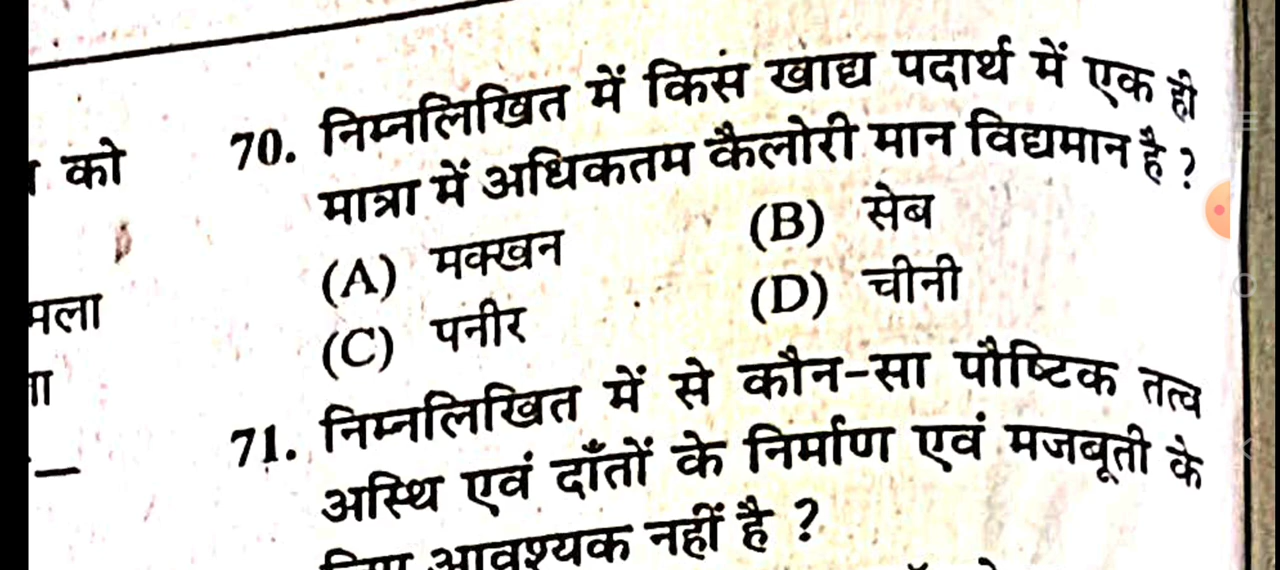 को
मला
70. निम्नलिखित में किस खाद्य पदार्थ में एक ही
मात्रा में अधिकतम कैलोरी मान विद्यमान है ?
(A) मक्खन (B) सेब
(C) पनीर (D) चीनी
71. निम्नलिखित में से कौन-सा पौष्टिक तत्व
अस्थि एवं दाँतों के निर्माण एवं मजबूती के
आवश्यक नहीं है ?